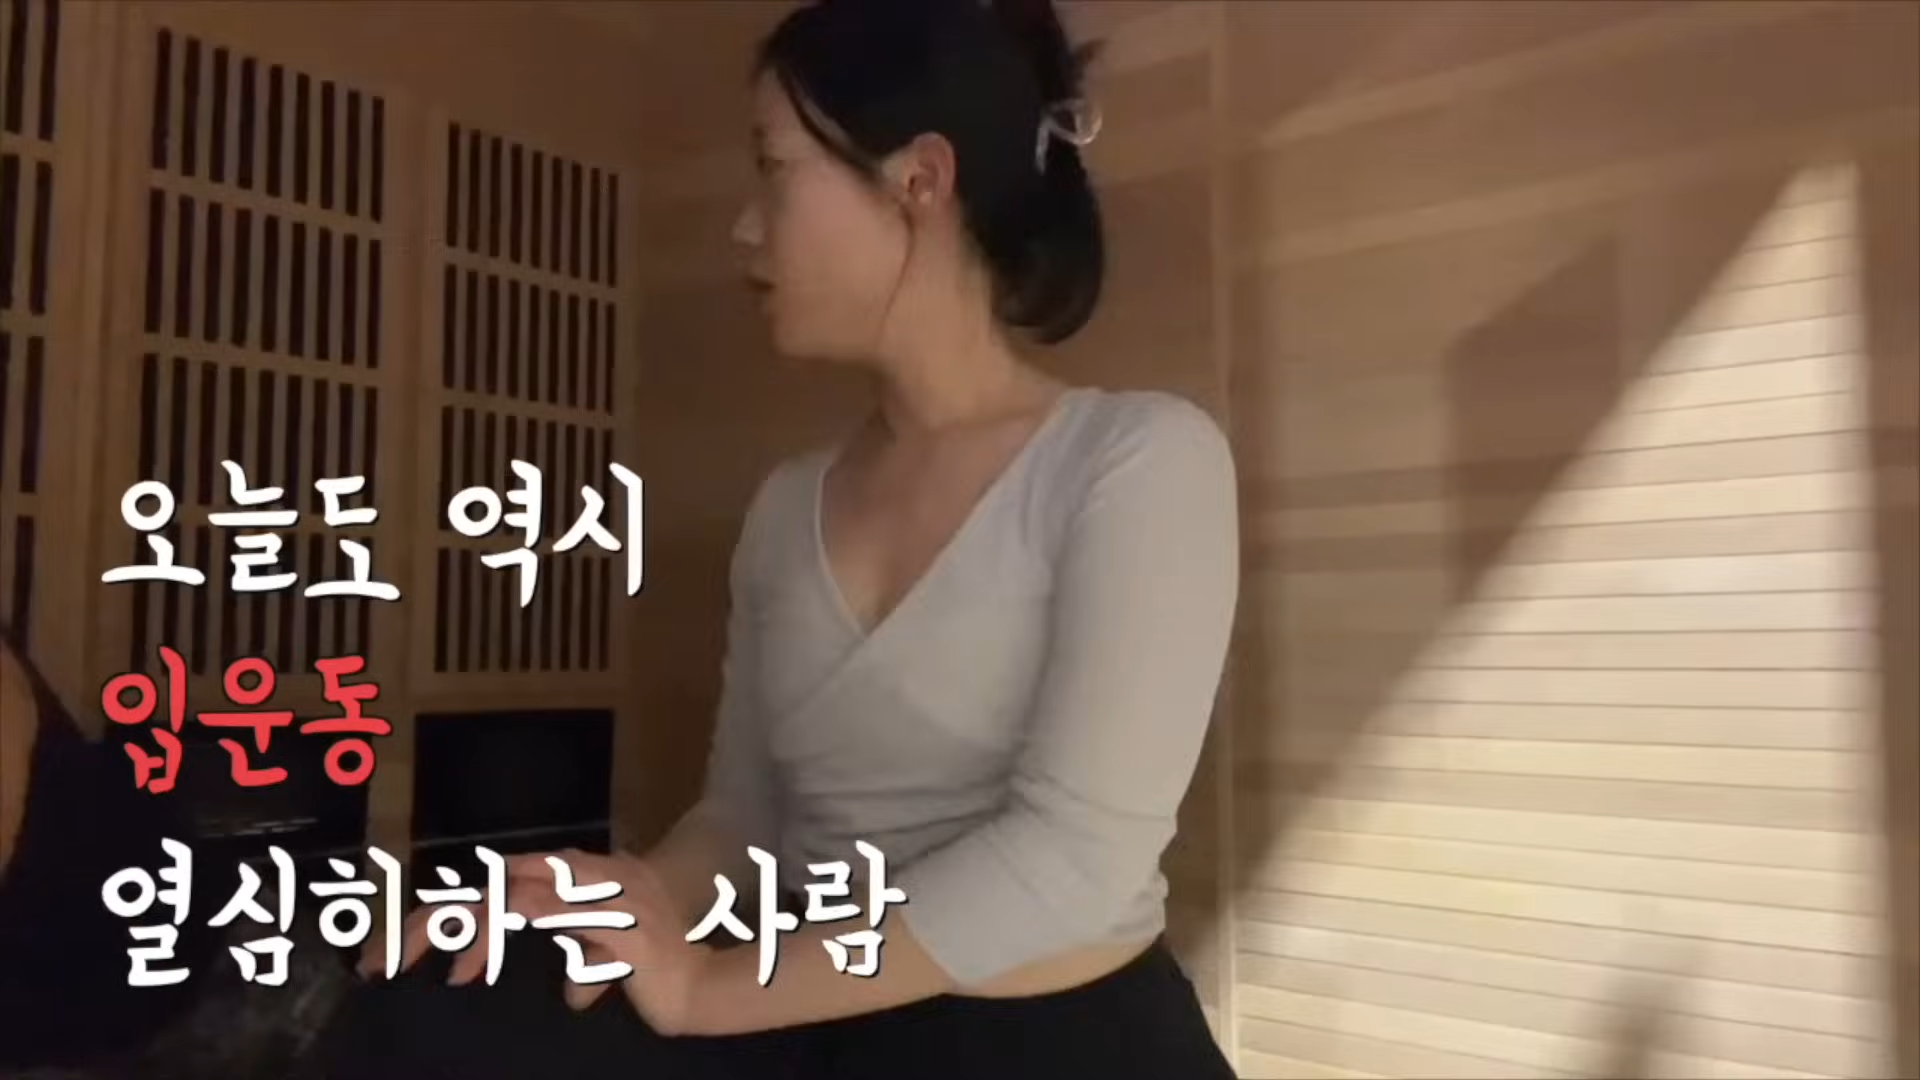 오늘도 역시
입운동
열심히하는 사람